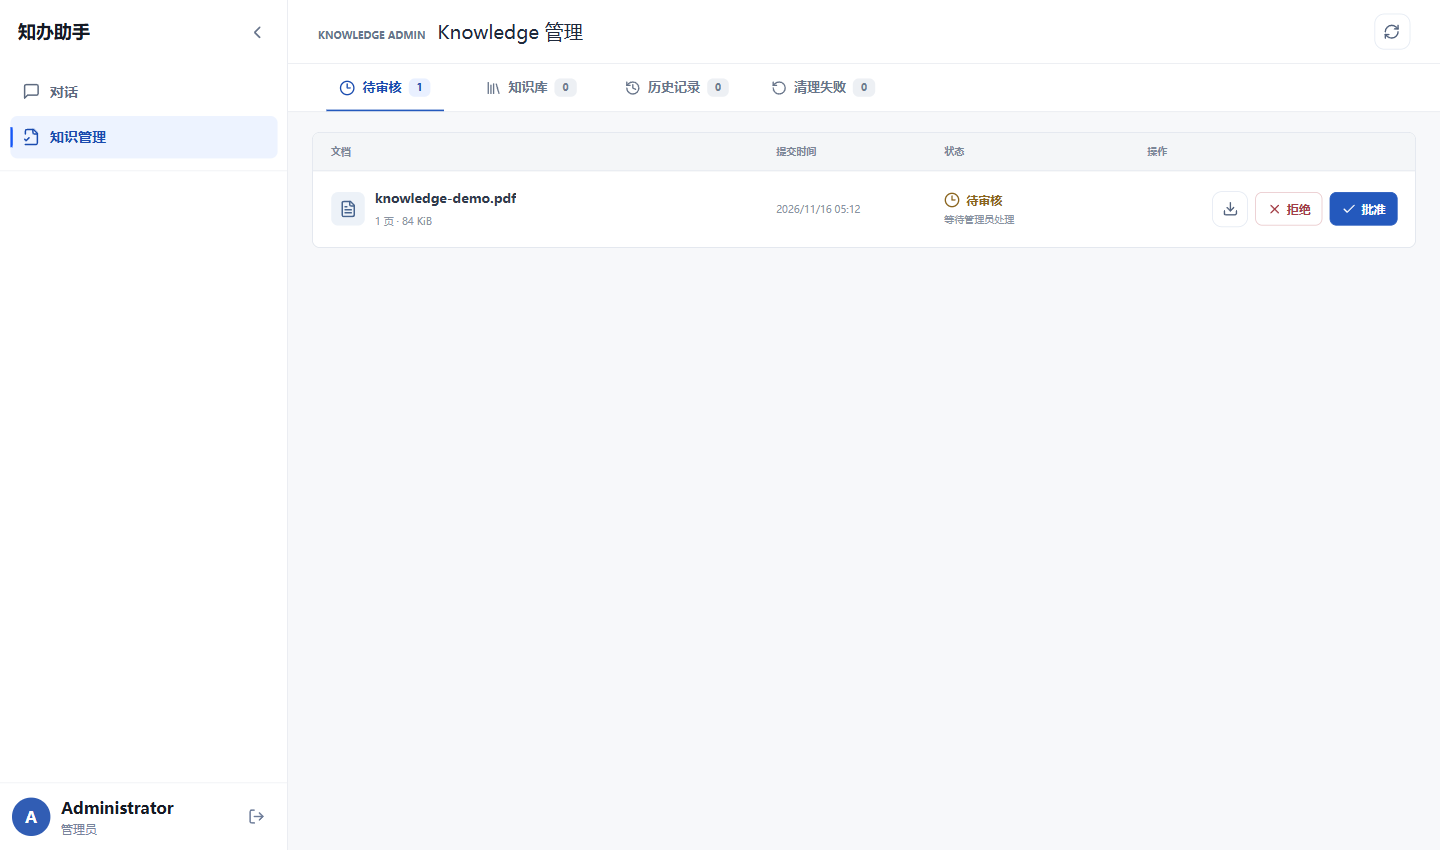 知办助手
对话
知识管理
KNOWLEDGE ADMIN Knowledge 管理
待审核 1 知识库 0 历史记录 0 清理失败 0
文档 提交时间 状态 操作
knowledge-demo.pdf
1 页 · 84 KiB
2026/11/16 05:12
待审核
等待管理员处理
拒绝 批准
A
Administrator
管理员